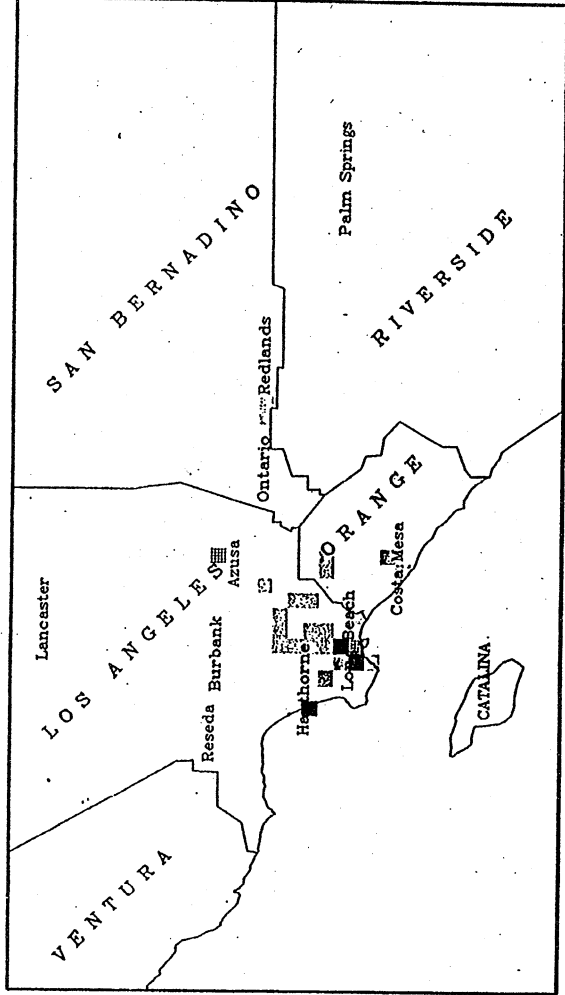 SAN BERNADINO
Lancaster
LOS ANGELES
VENTURA
Reseda
Burbank
Azusa
Ontario
Redlands
Palm Springs
RIVERSIDE
ORANGE
Hawthorne
Long Beach
Costa Mesa
CATALINA